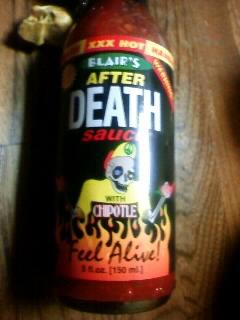 XXX HOT
BLAIR'S
AFTER
DEATH
sauce
WITH
CHIPOTLE
Feel Alive!
5 fl.oz. [150 ml.]